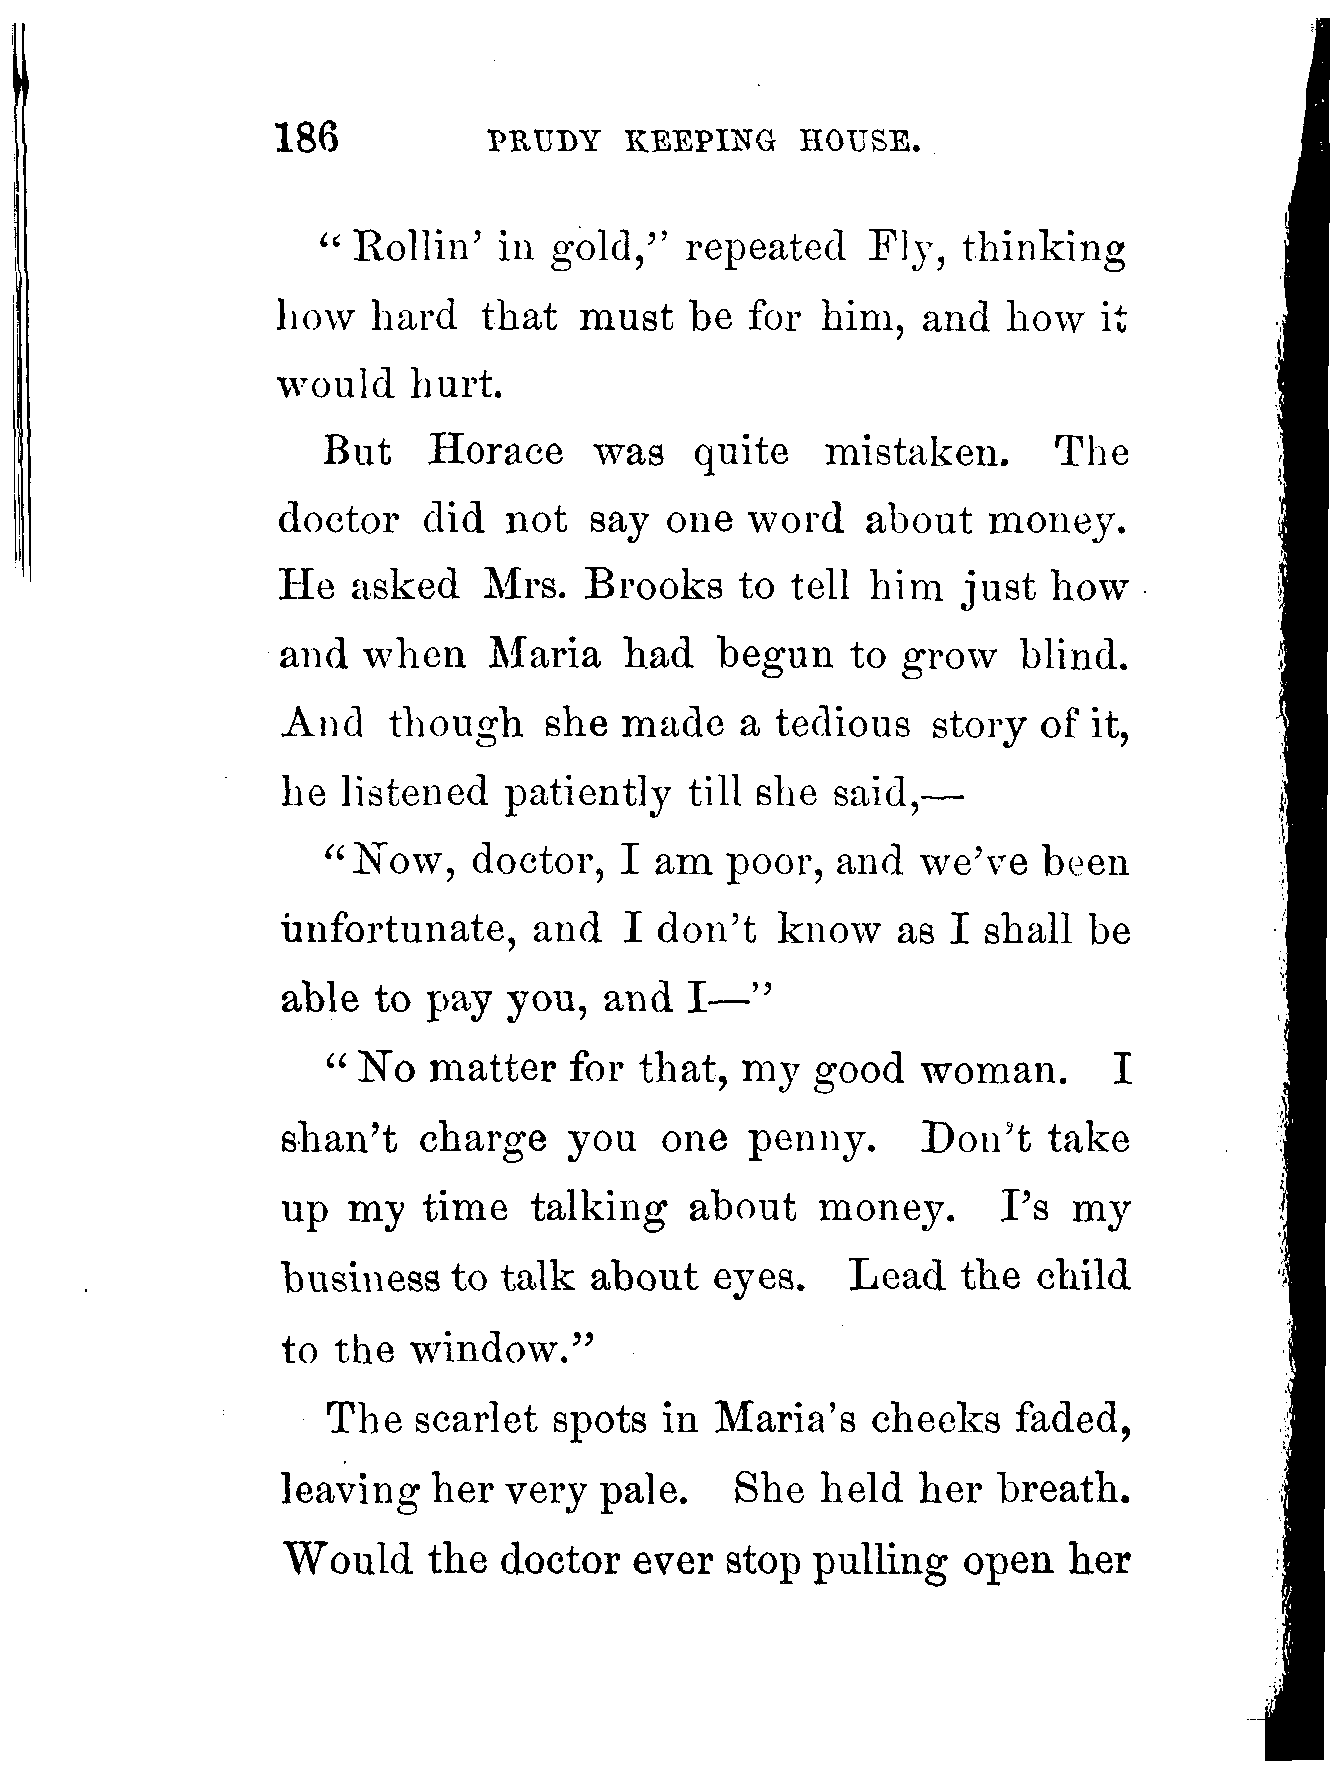 186 PRUDY KEEPING HOUSE.
“Rollin’ in gold,” repeated Fly, thinking
how hard that must be for him, and how it
would hurt.
But Horace was quite mistaken. The
doctor did not say one word about money.
He asked Mrs. Brooks to tell him just how
and when Maria had begun to grow blind.
And though she made a tedious story of it,
he listened patiently till she said,—
“Now, doctor, I am poor, and we’ve been
unfortunate, and I don’t know as I shall be
able to pay you, and I—”
“No matter for that, my good woman. I
shan’t charge you one penny. Don’t take
up my time talking about money. I’s my
business to talk about eyes. Lead the child
to the window.”
The scarlet spots in Maria’s cheeks faded,
leaving her very pale. She held her breath.
Would the doctor ever stop pulling open her